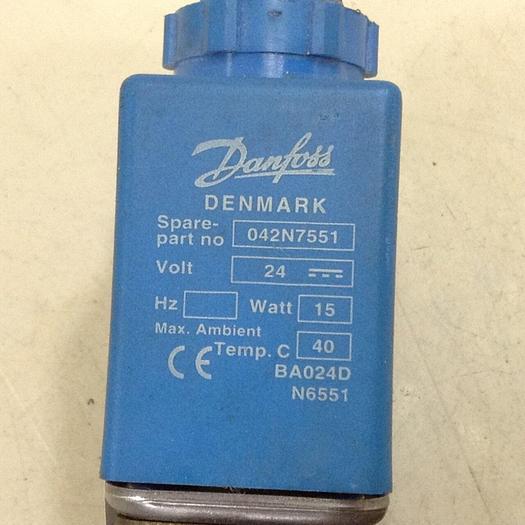 Danfoss
DENMARK
Spare-
part no 042N7551
Volt 24 ⎓
Hz Watt 15
Max. Ambient
Temp. C 40
CE BA024D
N6551